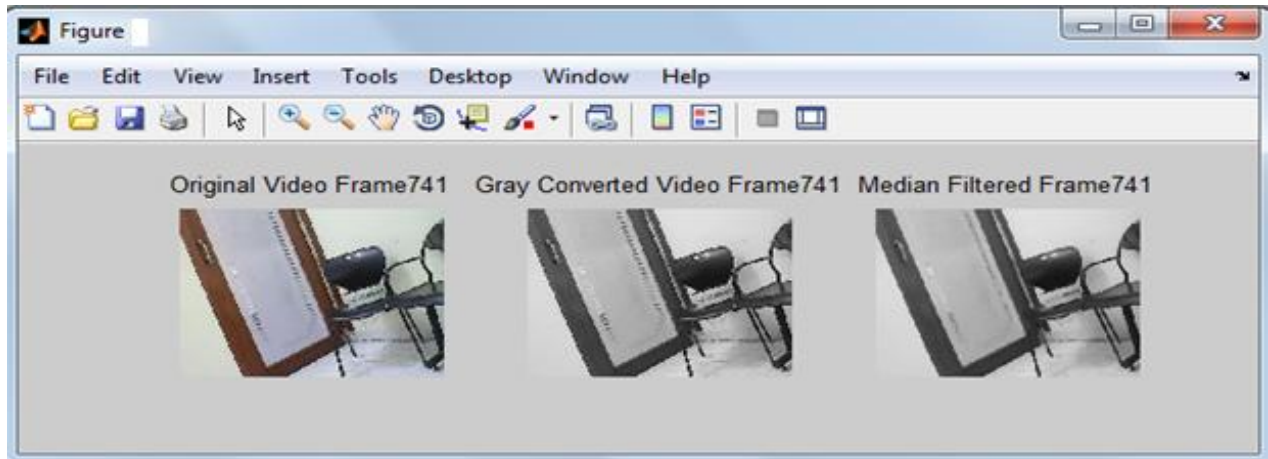 Figure
File Edit View Insert Tools Desktop Window Help
Original Video Frame741 Gray Converted Video Frame741 Median Filtered Frame741